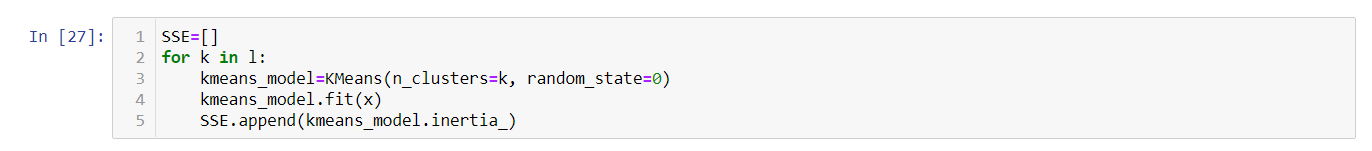 In [27]:
1 SSE=[]
2 for k in l:
3     kmeans_model=KMeans(n_clusters=k, random_state=0)
4     kmeans_model.fit(x)
5     SSE.append(kmeans_model.inertia_)